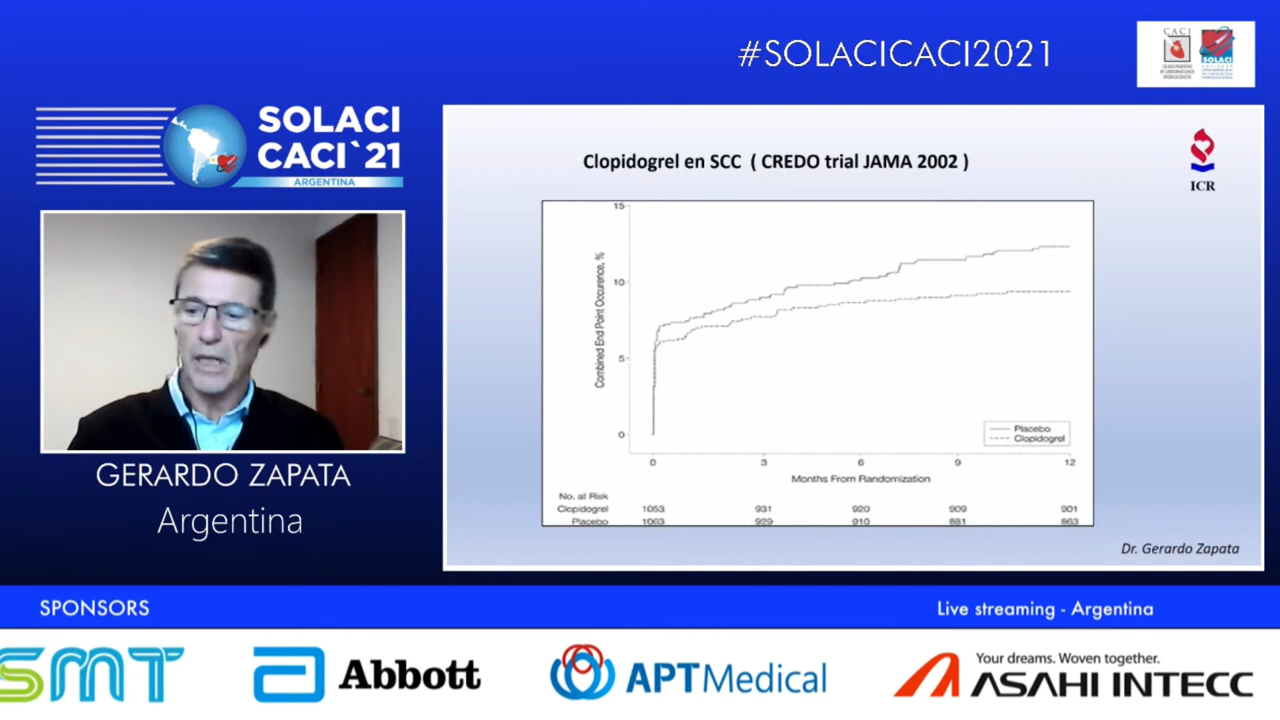 #SOLACICACI2021
CACI
SOLACI
SOLACI
CACI`21
ARGENTINA
Clopidogrel en SCC ( CREDO trial JAMA 2002 )
ICR
15
10
5
0
Combined End Point Occurence, %
Placebo
Clopidogrel
0 3 6 9 12
Months From Randomization
No. at Risk
Clopidogrel 1053 931 920 909 901
Placebo 1063 929 910 881 863
GERARDO ZAPATA
Argentina
Dr. Gerardo Zapata
SPONSORS
Live streaming - Argentina
SMT
Abbott
APTMedical
Your dreams. Woven together.
ASAHI INTECC